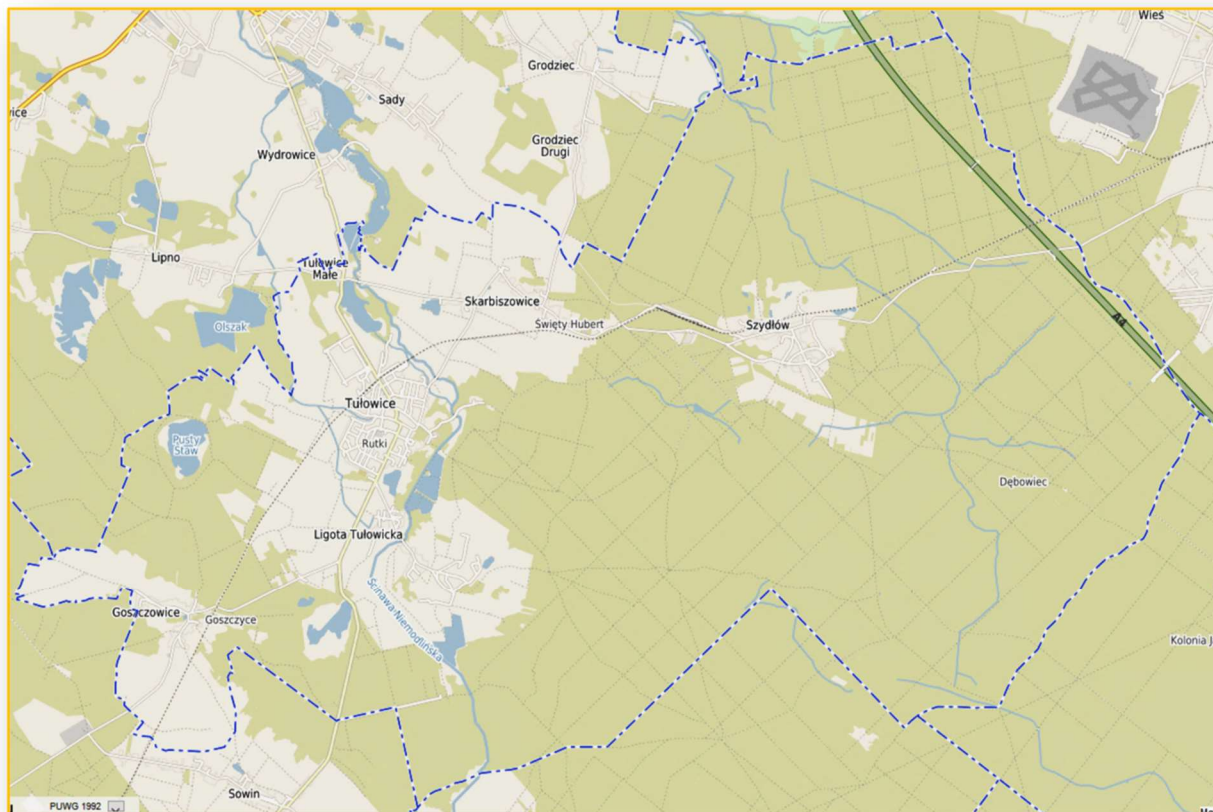 Wieś
Grodziec
Sady
Grodziec
Drugi
Wydrowice
Lipno
Tułowice
Małe
Skarbiszowice
Olszak
Święty Hubert
Szydłów
A4
Tułowice
Rutki
Pusty
Staw
Dębowiec
Ligota Tułowicka
Ścinawa Niemodlińska
Goszczowice
Goszczyce
Sowin
PUWG 1992